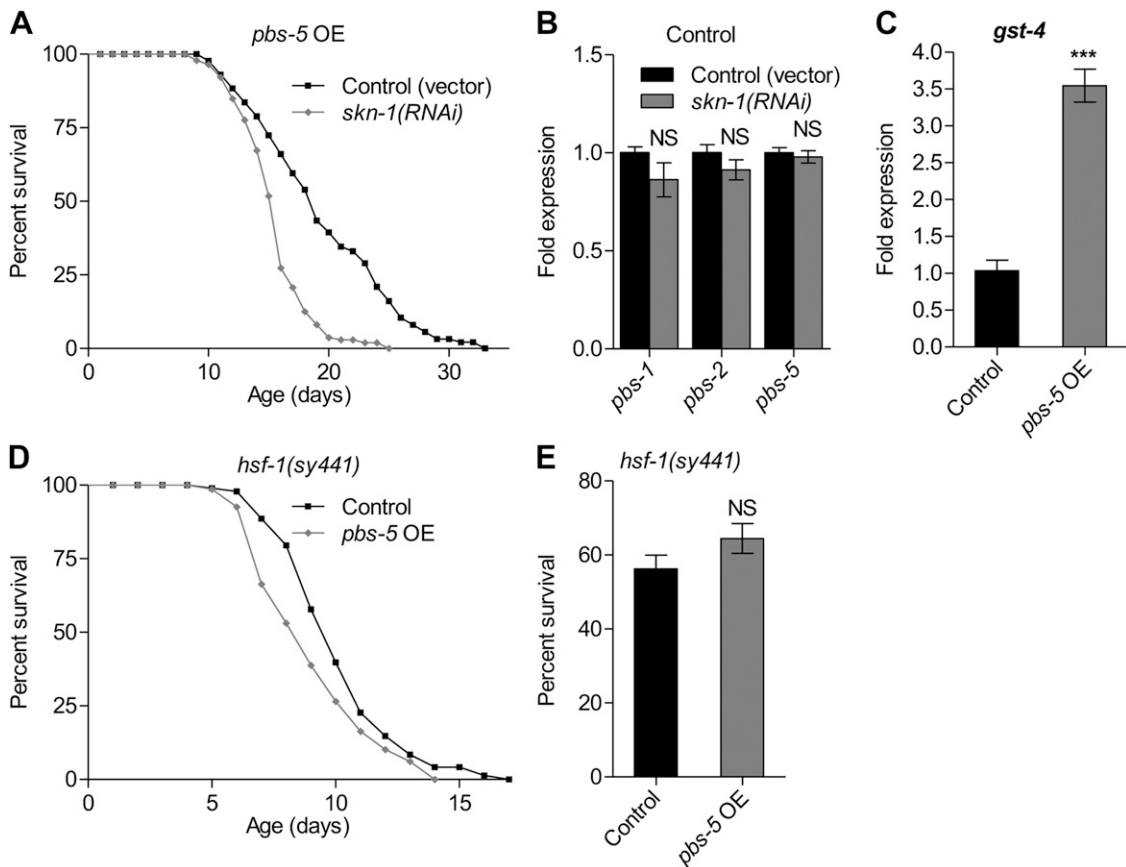 A
pbs-5 OE
Control (vector)
skn-1(RNAi)
Percent survival
100
75
50
25
0
0 10 20 30
Age (days)
B
Control
Control (vector)
skn-1(RNAi)
Fold expression
1.5
1.0
0.5
0
NS NS NS
pbs-1 pbs-2 pbs-5
C
gst-4
***
Fold expression
4.0
3.5
3.0
2.5
2.0
1.5
1.0
0.5
0
Control pbs-5 OE
D
hsf-1(sy441)
Control
pbs-5 OE
Percent survival
100
75
50
25
0
0 5 10 15
Age (days)
E
hsf-1(sy441)
NS
Percent survival
80
60
40
20
0
Control pbs-5 OE